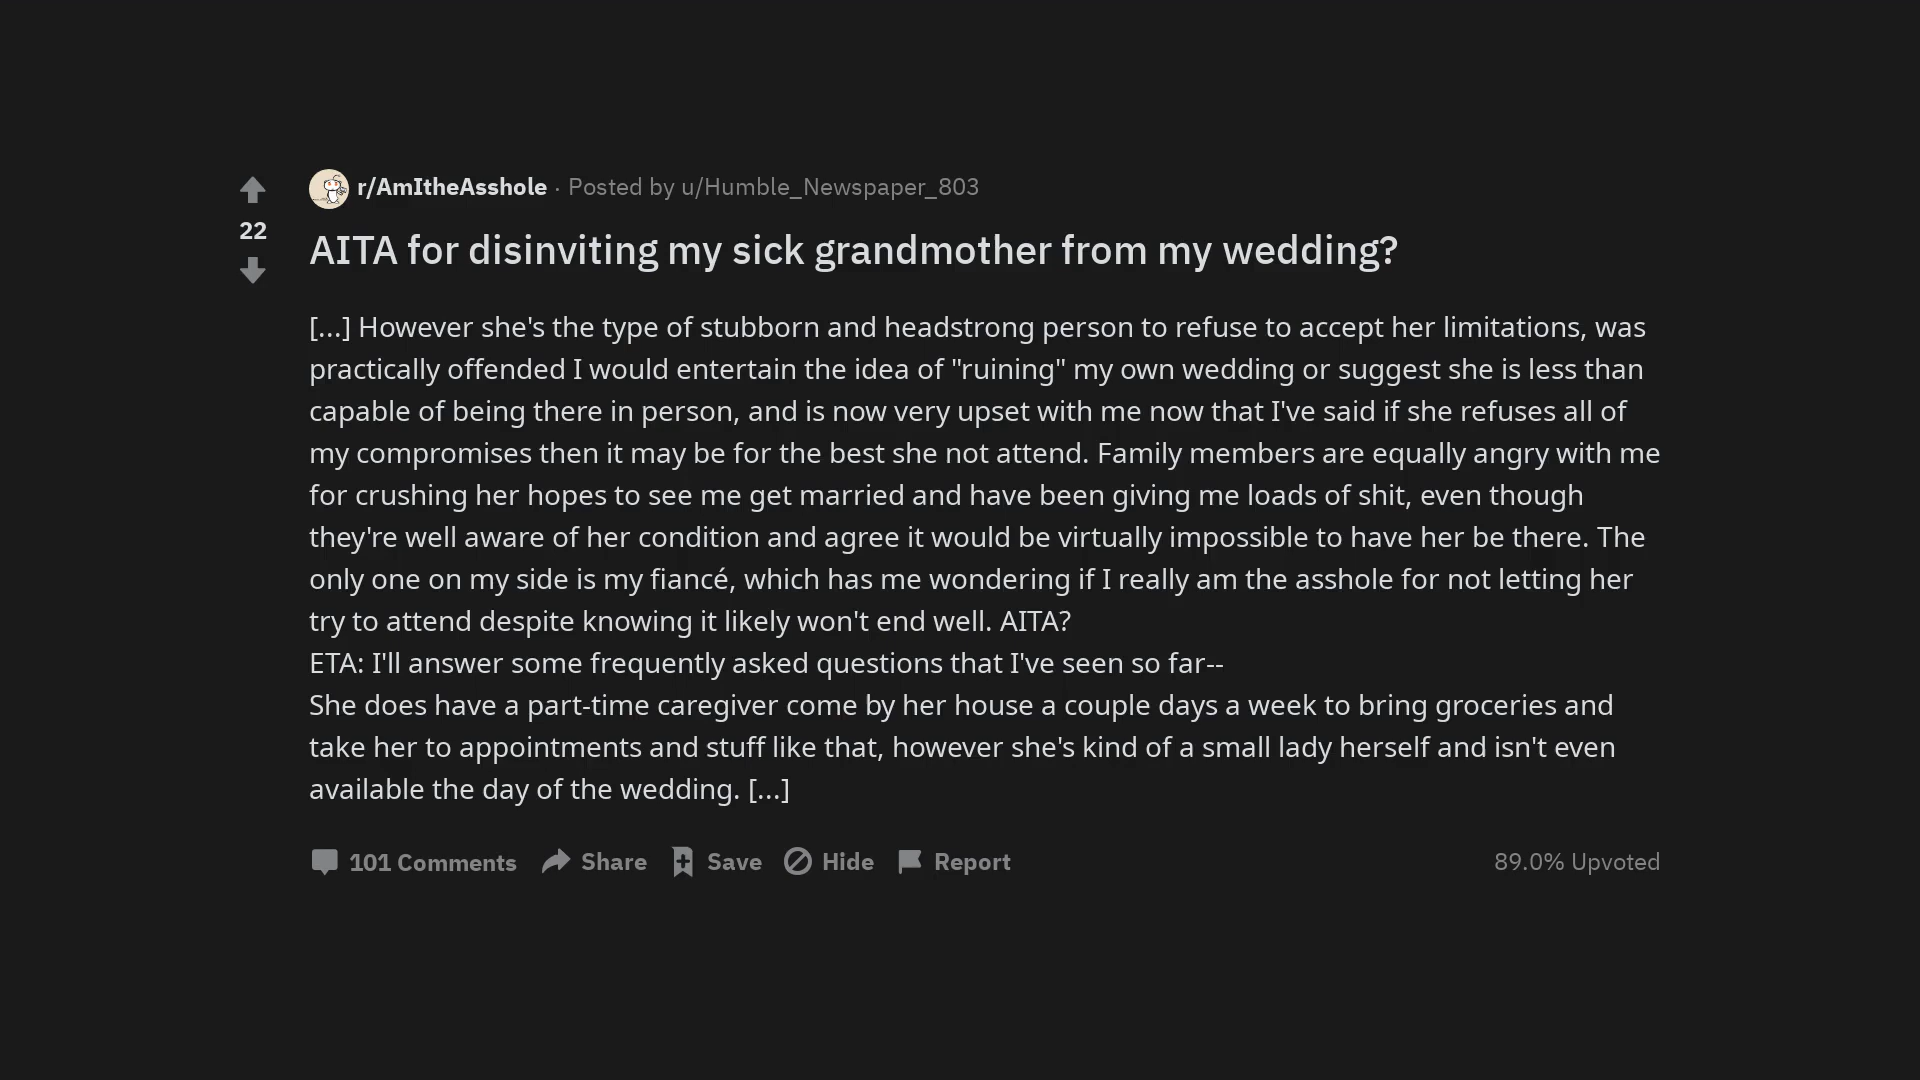 r/AmItheAsshole · Posted by u/Humble_Newspaper_803
22
AITA for disinviting my sick grandmother from my wedding?
[...] However she's the type of stubborn and headstrong person to refuse to accept her limitations, was
practically offended I would entertain the idea of "ruining" my own wedding or suggest she is less than
capable of being there in person, and is now very upset with me now that I've said if she refuses all of
my compromises then it may be for the best she not attend. Family members are equally angry with me
for crushing her hopes to see me get married and have been giving me loads of shit, even though
they're well aware of her condition and agree it would be virtually impossible to have her be there. The
only one on my side is my fiancé, which has me wondering if I really am the asshole for not letting her
try to attend despite knowing it likely won't end well. AITA?
ETA: I'll answer some frequently asked questions that I've seen so far--
She does have a part-time caregiver come by her house a couple days a week to bring groceries and
take her to appointments and stuff like that, however she's kind of a small lady herself and isn't even
available the day of the wedding. [...]
101 Comments Share Save Hide Report 89.0% Upvoted